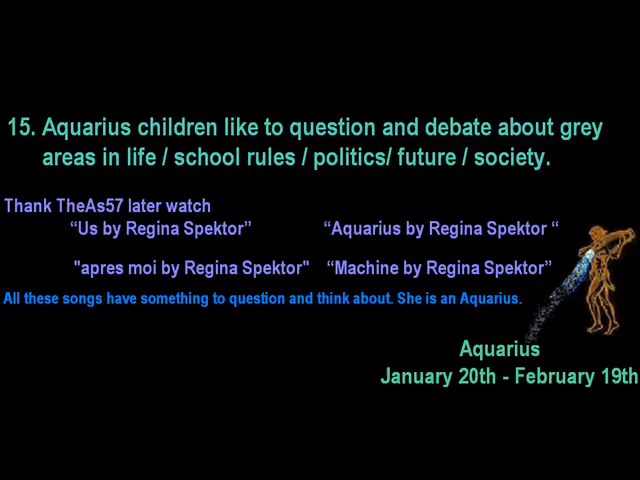 15. Aquarius children like to question and debate about grey
areas in life / school rules / politics/ future / society.
Thank TheAs57 later watch
“Us by Regina Spektor” “Aquarius by Regina Spektor “
"apres moi by Regina Spektor" “Machine by Regina Spektor”
All these songs have something to question and think about. She is an Aquarius.
Aquarius
January 20th - February 19th